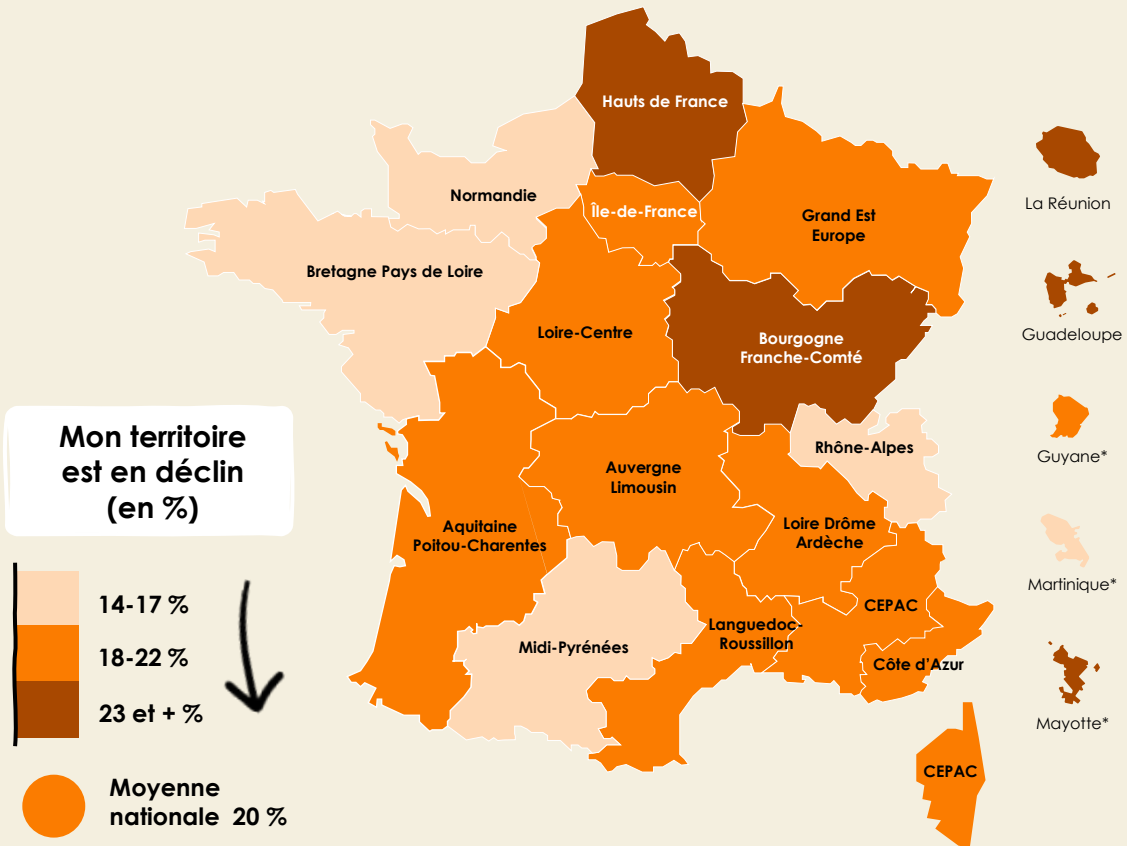 Hauts de France
Normandie
Île-de-France
Grand Est
Europe
Bretagne Pays de Loire
Loire-Centre
Bourgogne
Franche-Comté
Rhône-Alpes
Auvergne
Limousin
Aquitaine
Poitou-Charentes
Loire Drôme
Ardèche
CEPAC
Languedoc-
Roussillon
Midi-Pyrénées
Côte d'Azur
CEPAC
La Réunion
Guadeloupe
Guyane*
Martinique*
Mayotte*
Mon territoire
est en déclin
(en %)
14-17 %
18-22 %
23 et + %
Moyenne
nationale 20 %